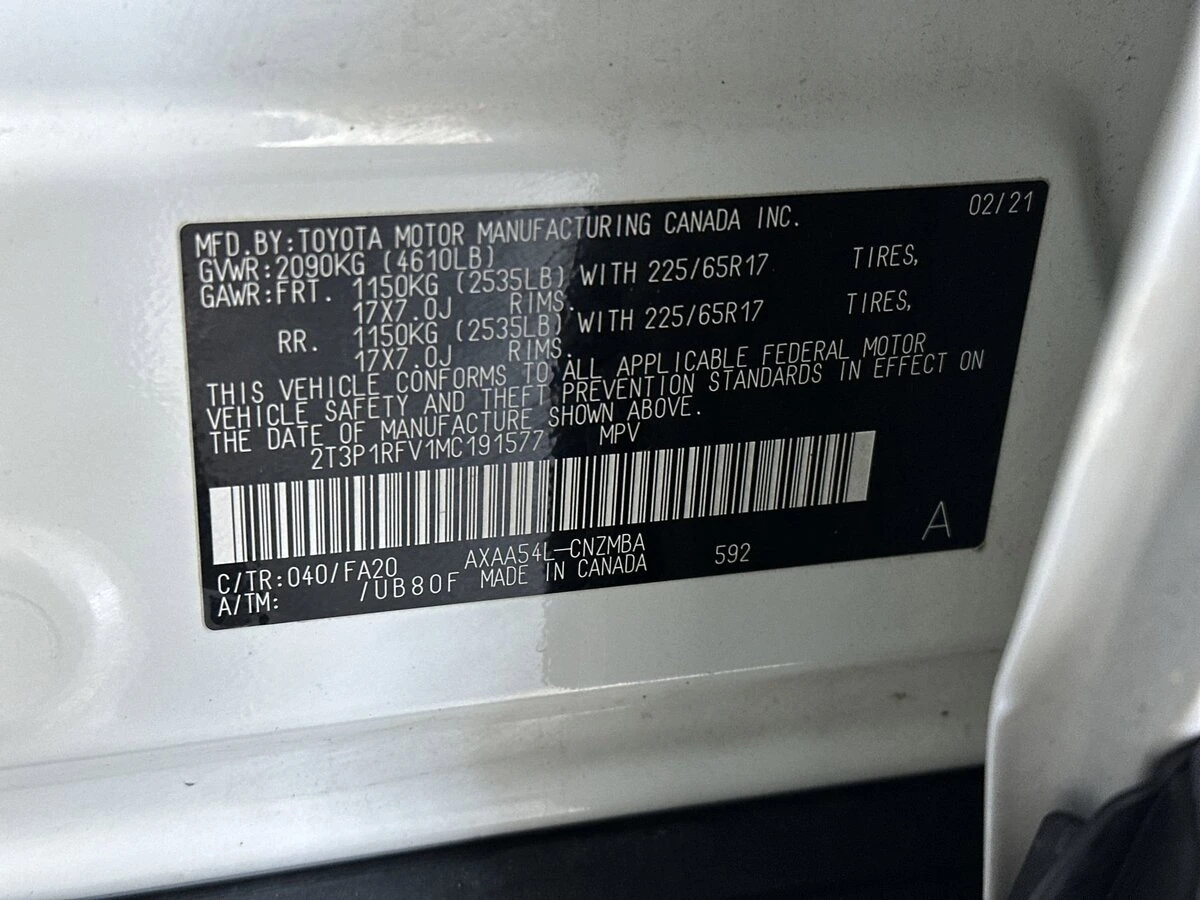 02/21
MFD.BY:TOYOTA MOTOR MANUFACTURING CANADA INC.
GVWR:2090KG (4610LB)
GAWR:FRT. 1150KG (2535LB) WITH 225/65R17 TIRES,
17X7.0J RIMS.
RR. 1150KG (2535LB) WITH 225/65R17 TIRES,
17X7.0J RIMS.
THIS VEHICLE CONFORMS TO ALL APPLICABLE FEDERAL MOTOR
VEHICLE SAFETY AND THEFT PREVENTION STANDARDS IN EFFECT ON
THE DATE OF MANUFACTURE SHOWN ABOVE.
2T3P1RFV1MC191577 MPV
C/TR:040/FA20 AXAA54L-CNZMBA 592 A
A/TM: /UB80F MADE IN CANADA